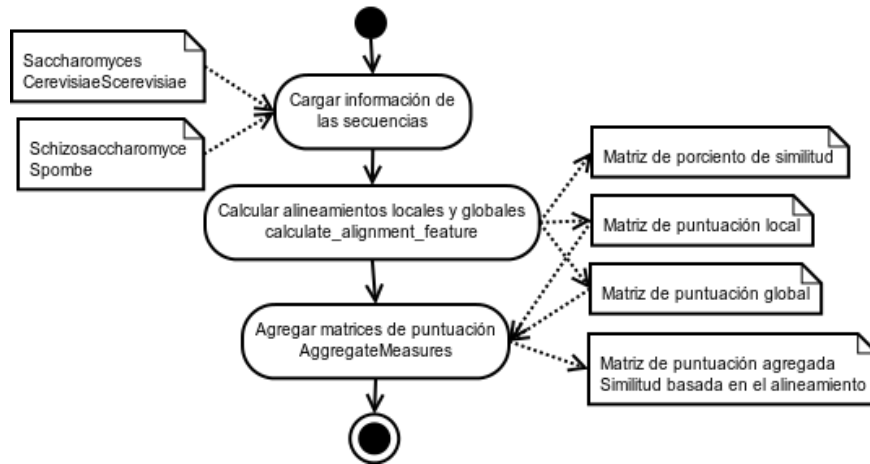 Saccharomyces
CerevisiaeScerevisiae
Schizosaccharomyce
Spombe
Cargar información de
las secuencias
Calcular alineamientos locales y globales
calculate_alignment_feature
Matriz de porciento de similitud
Matriz de puntuación local
Matriz de puntuación global
Agregar matrices de puntuación
AggregateMeasures
Matriz de puntuación agregada
Similitud basada en el alineamiento